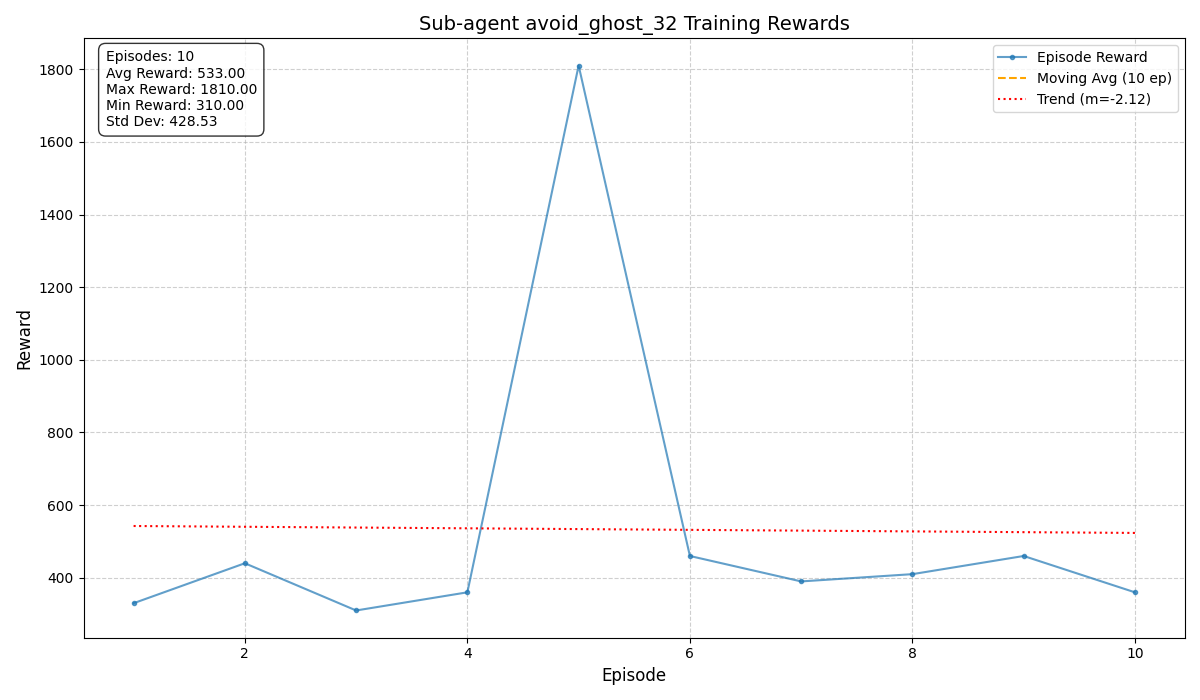 Sub-agent avoid_ghost_32 Training Rewards
Episodes: 10
Avg Reward: 533.00
Max Reward: 1810.00
Min Reward: 310.00
Std Dev: 428.53
Episode Reward
Moving Avg (10 ep)
Trend (m=-2.12)
Reward
1800
1600
1400
1200
1000
800
600
400
2 4 6 8 10
Episode